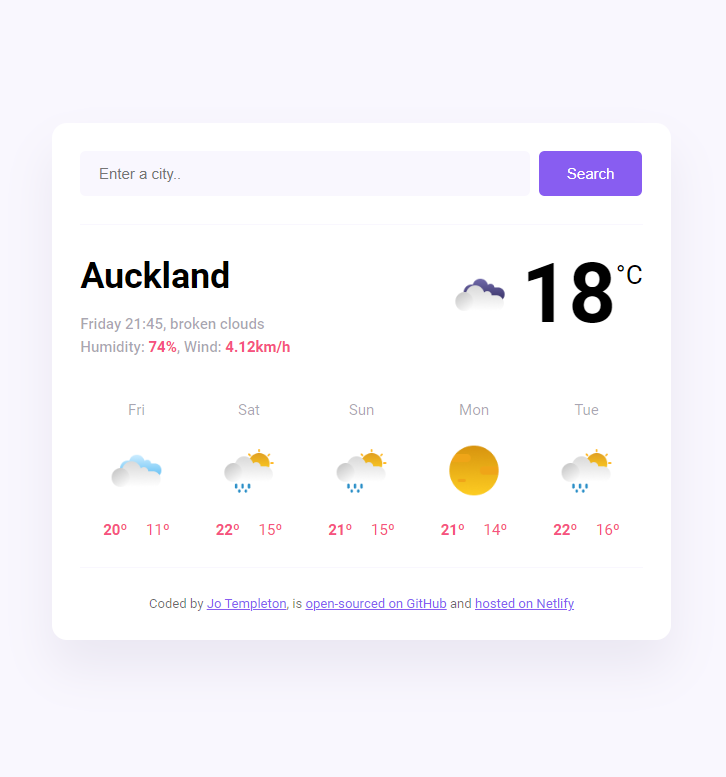 Enter a city..
Search
Auckland
18 °C
Friday 21:45, broken clouds
Humidity: 74%, Wind: 4.12km/h
Fri Sat Sun Mon Tue
20º 11º 22º 15º 21º 15º 21º 14º 22º 16º
Coded by Jo Templeton, is open-sourced on GitHub and hosted on Netlify